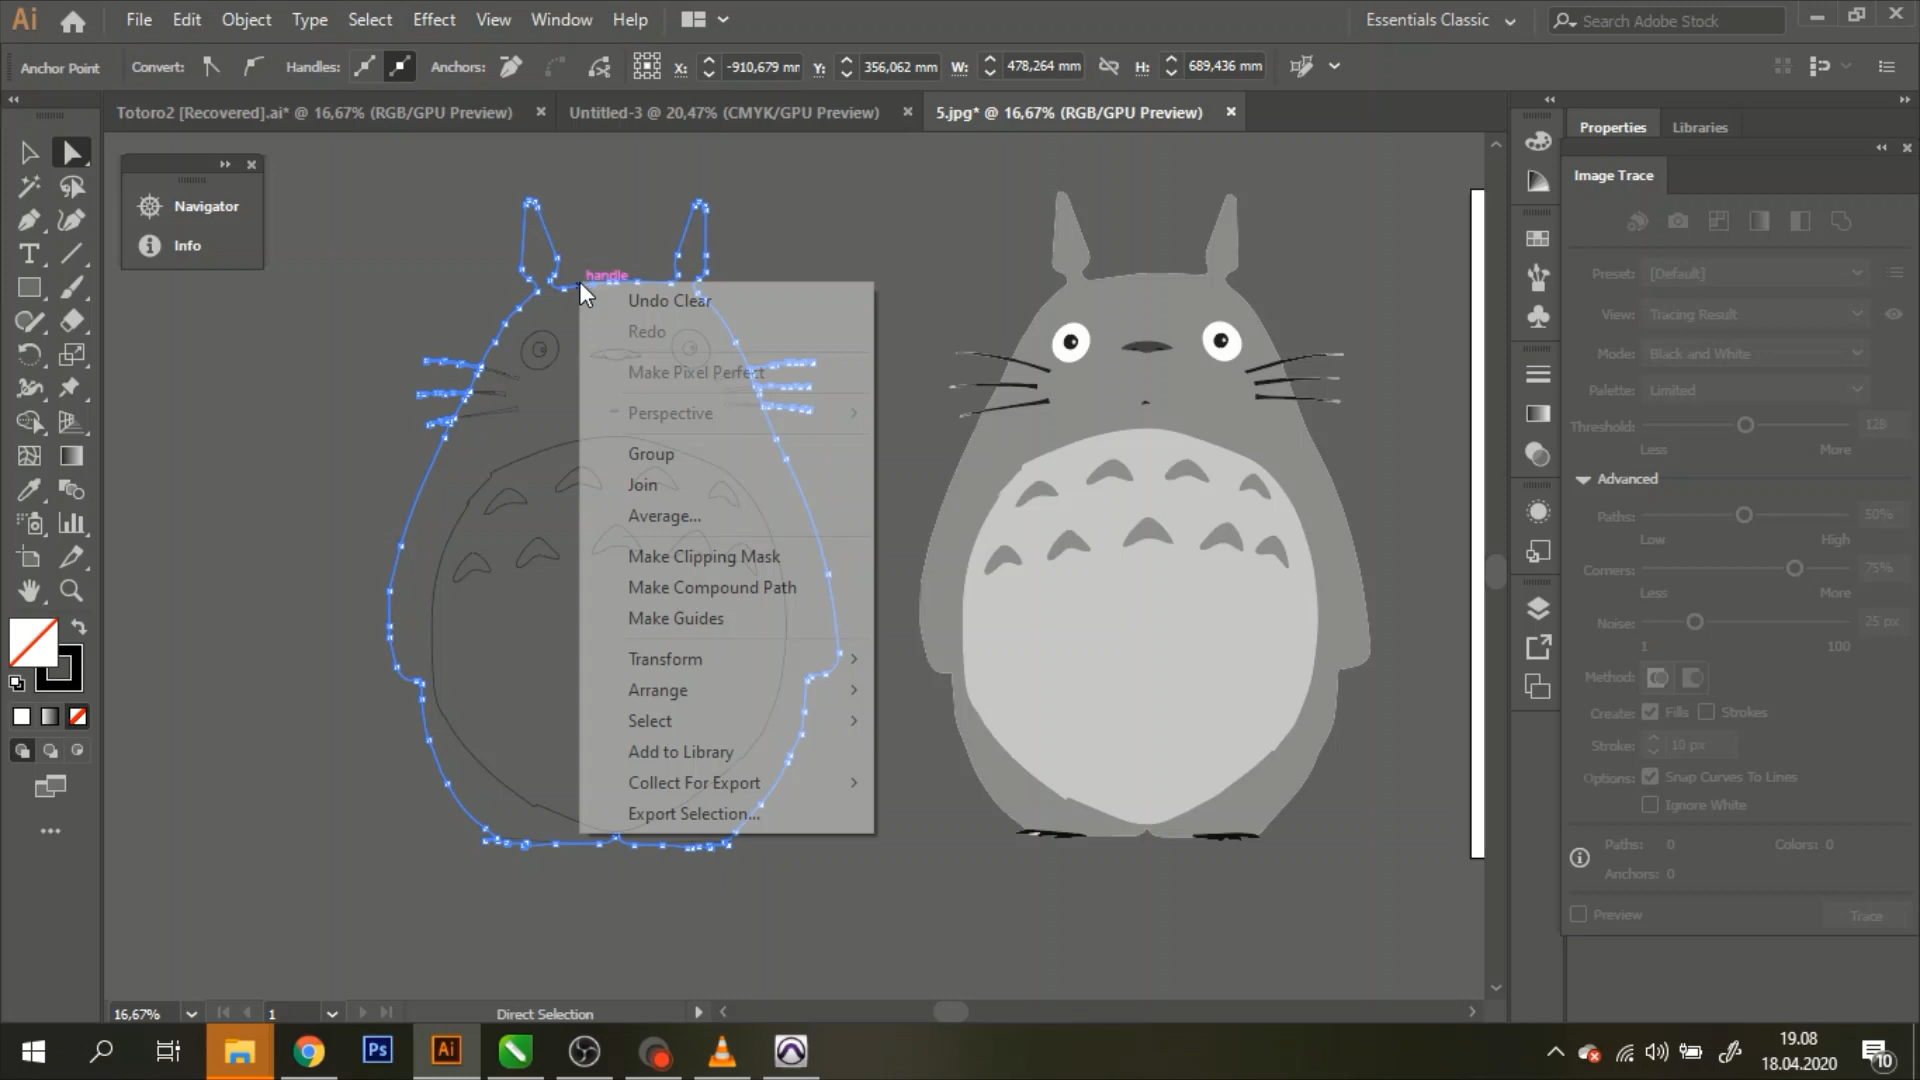 Ai File Edit Object Type Select Effect View Window Help Essentials Classic Search Adobe Stock
Anchor Point Convert: Handles: Anchors: X: -910,679 mm Y: 356,062 mm W: 478,264 mm H: 689,436 mm
Totoro2 [Recovered].ai* @ 16,67% (RGB/GPU Preview) Untitled-3 @ 20,47% (CMYK/GPU Preview) 5.jpg* @ 16,67% (RGB/GPU Preview)
Properties Libraries
Image Trace
Navigator
Info
handle
Undo Clear
Redo
Make Pixel Perfect
Perspective
Group
Join
Average...
Make Clipping Mask
Make Compound Path
Make Guides
Transform
Arrange
Select
Add to Library
Collect For Export
Export Selection...
Preset: [Default]
View: Tracing Result
Mode: Black and White
Palette: Limited
Threshold: 128
Less More
Advanced
Paths: 50%
Low High
Corners: 75%
Less More
Noise: 25 px
1 100
Method:
Create: Fills Strokes
Stroke: 10 px
Options: Snap Curves To Lines
Ignore White
Paths: 0 Colors: 0
Anchors: 0
Preview Trace
16,67% 1 Direct Selection
Ps Ai
19.08
18.04.2020
10